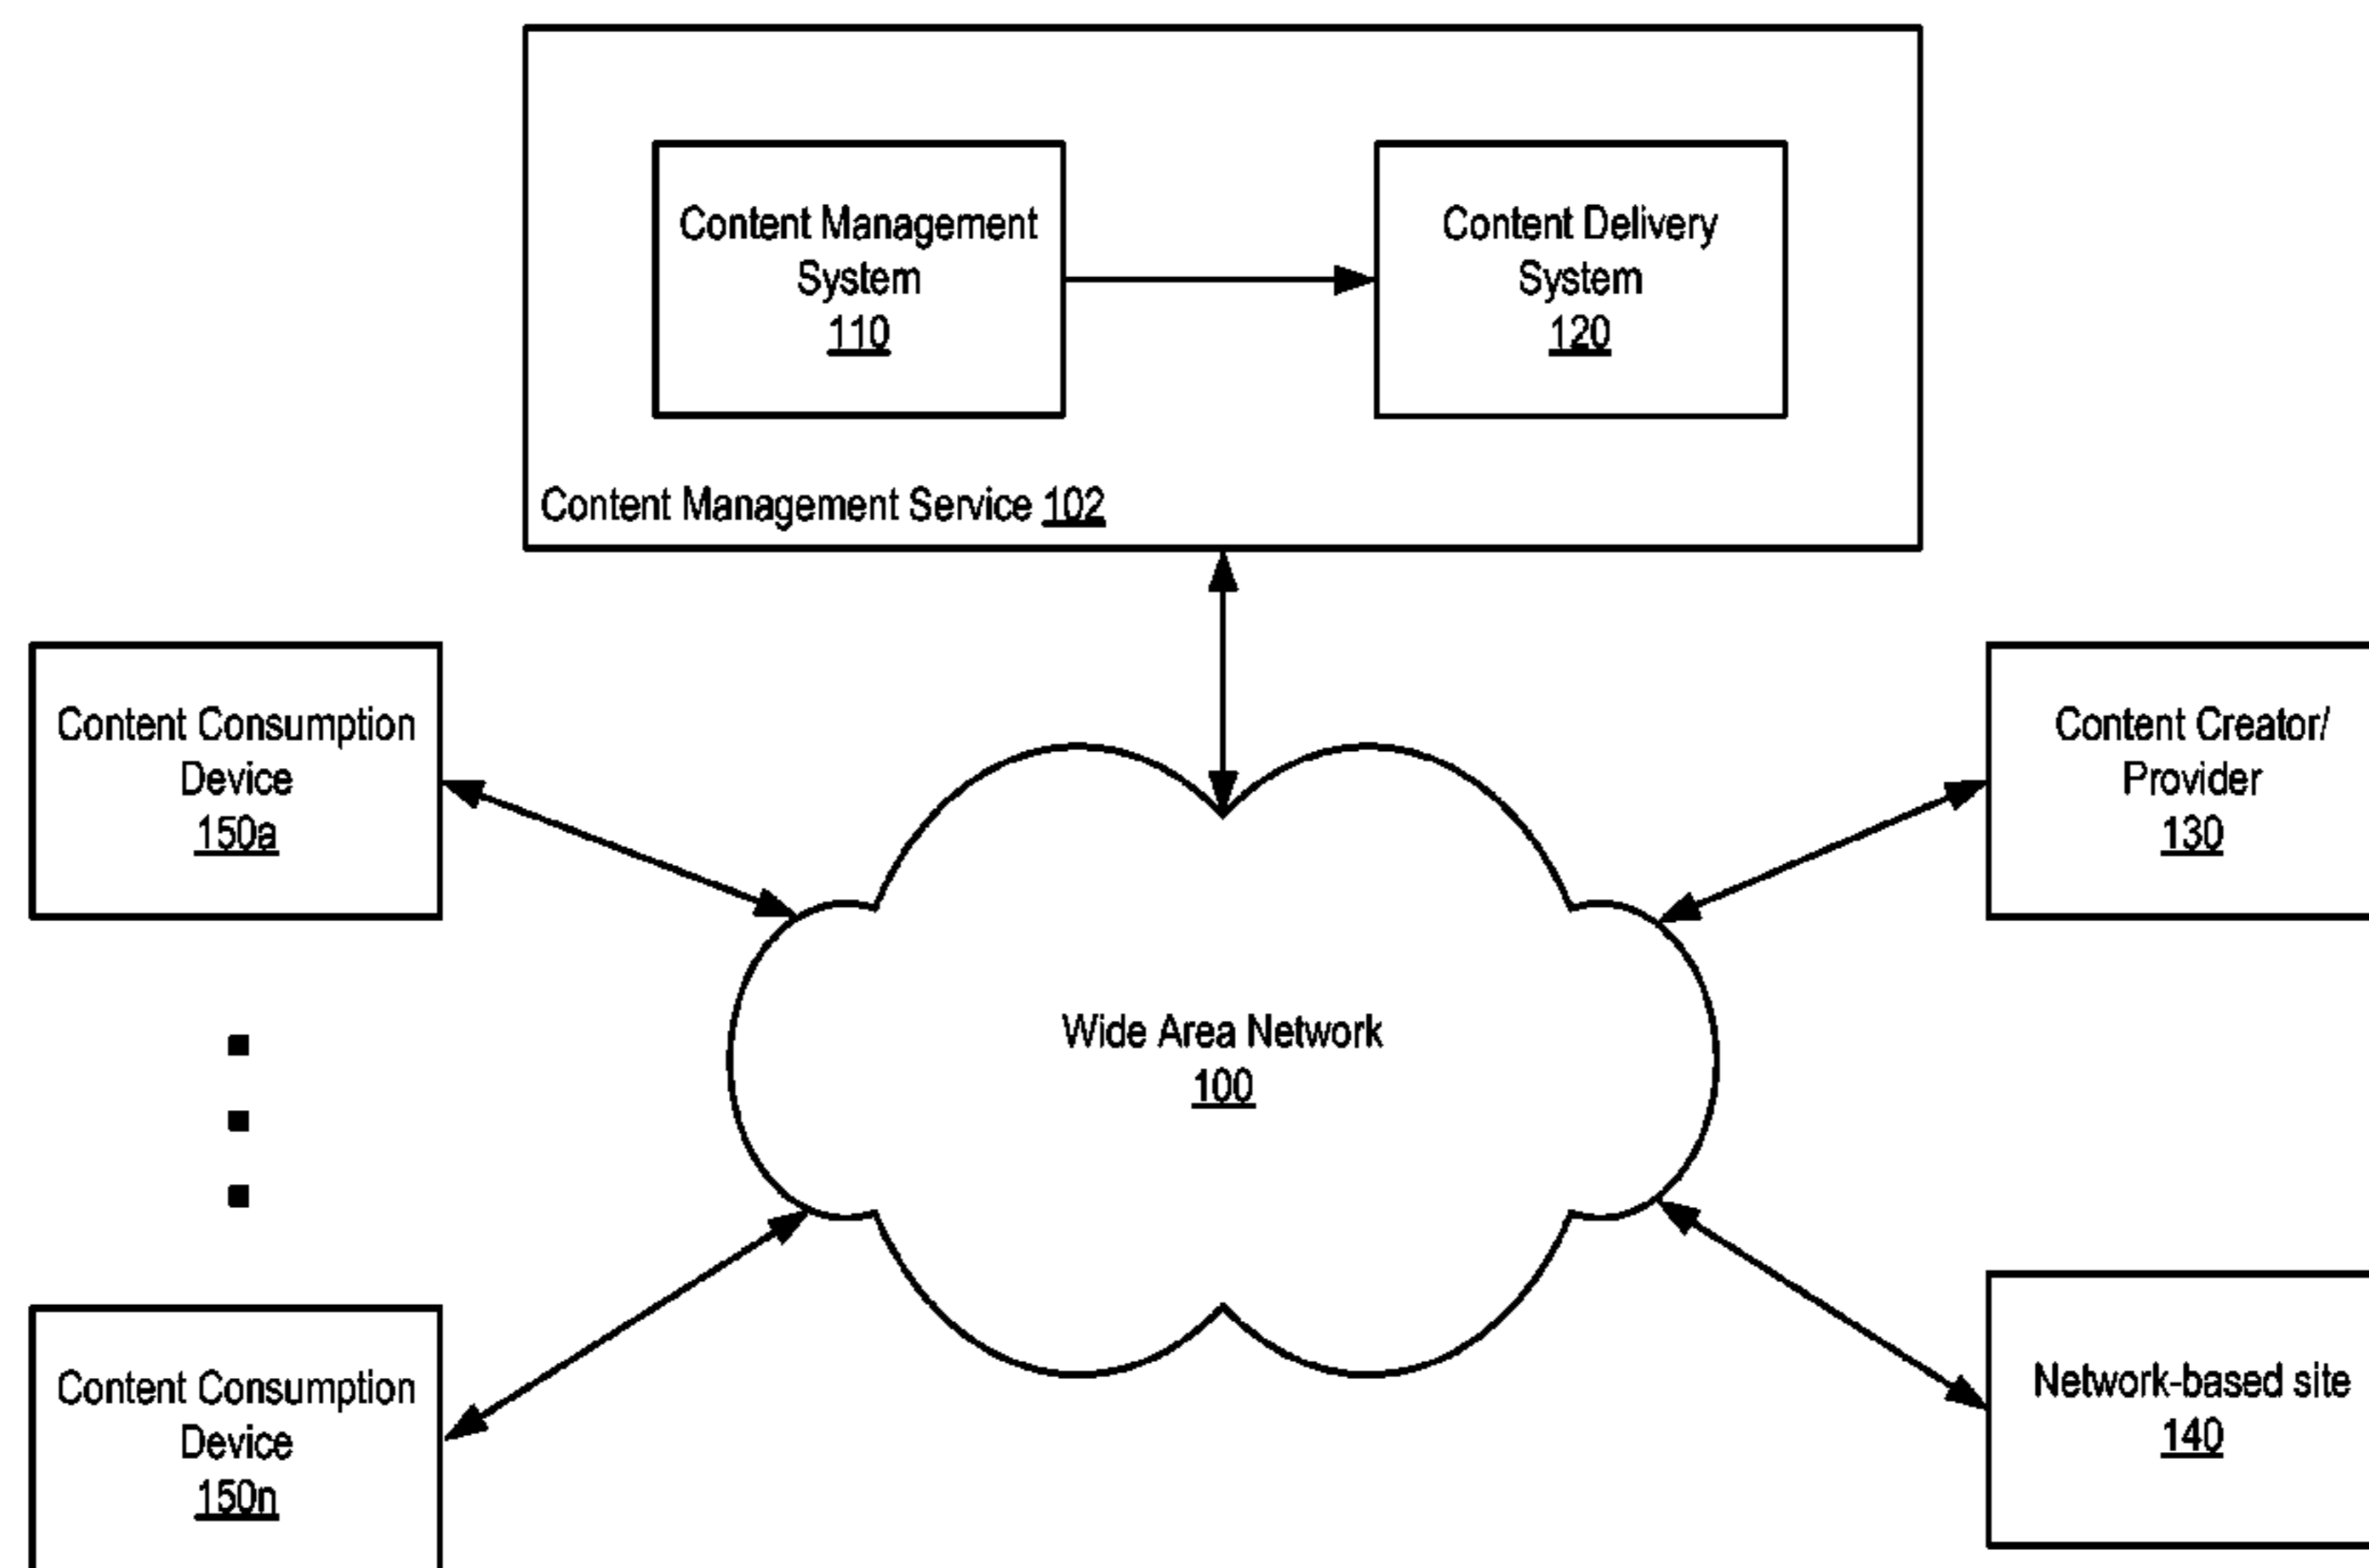 Content Management
System
110
Content Delivery
System
120
Content Management Service 102
Content Consumption
Device
150a
Content Creator/
Provider
130
Wide Area Network
100
Content Consumption
Device
150n
Network-based site
140